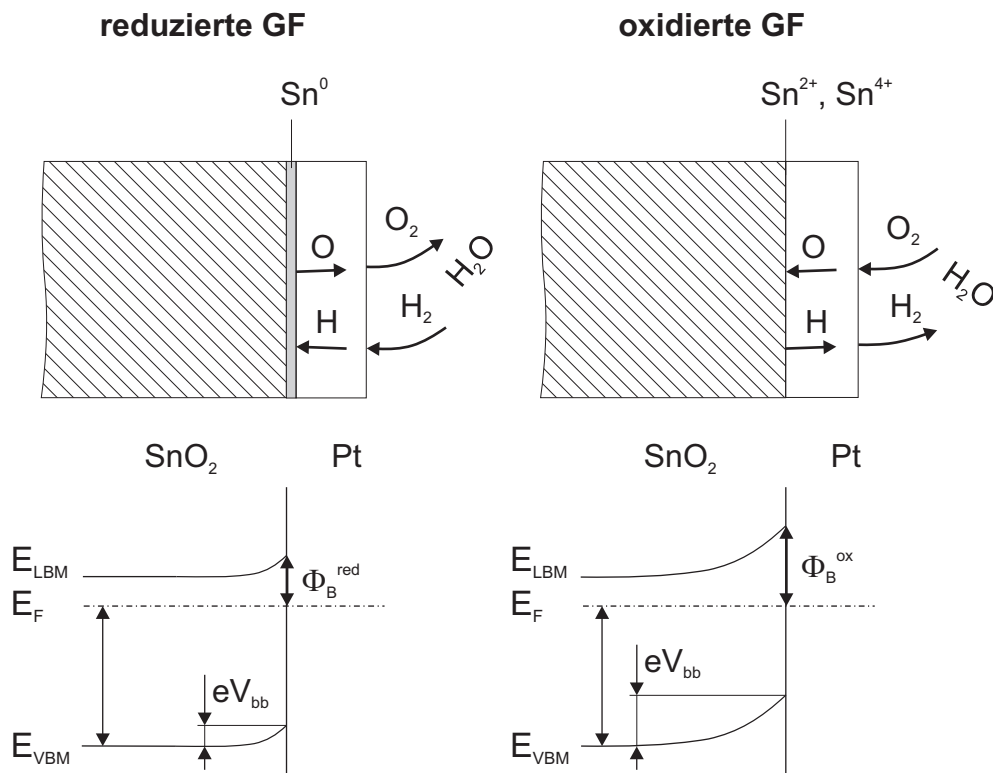 reduzierte GF
oxidierte GF
Sn⁰
Sn²⁺, Sn⁴⁺
O
O₂
H₂O
H
H₂
O
O₂
H₂O
H
H₂
SnO₂
Pt
SnO₂
Pt
E_LBM
Φ_B^red
E_F
eV_bb
E_VBM
E_LBM
Φ_B^ox
E_F
eV_bb
E_VBM